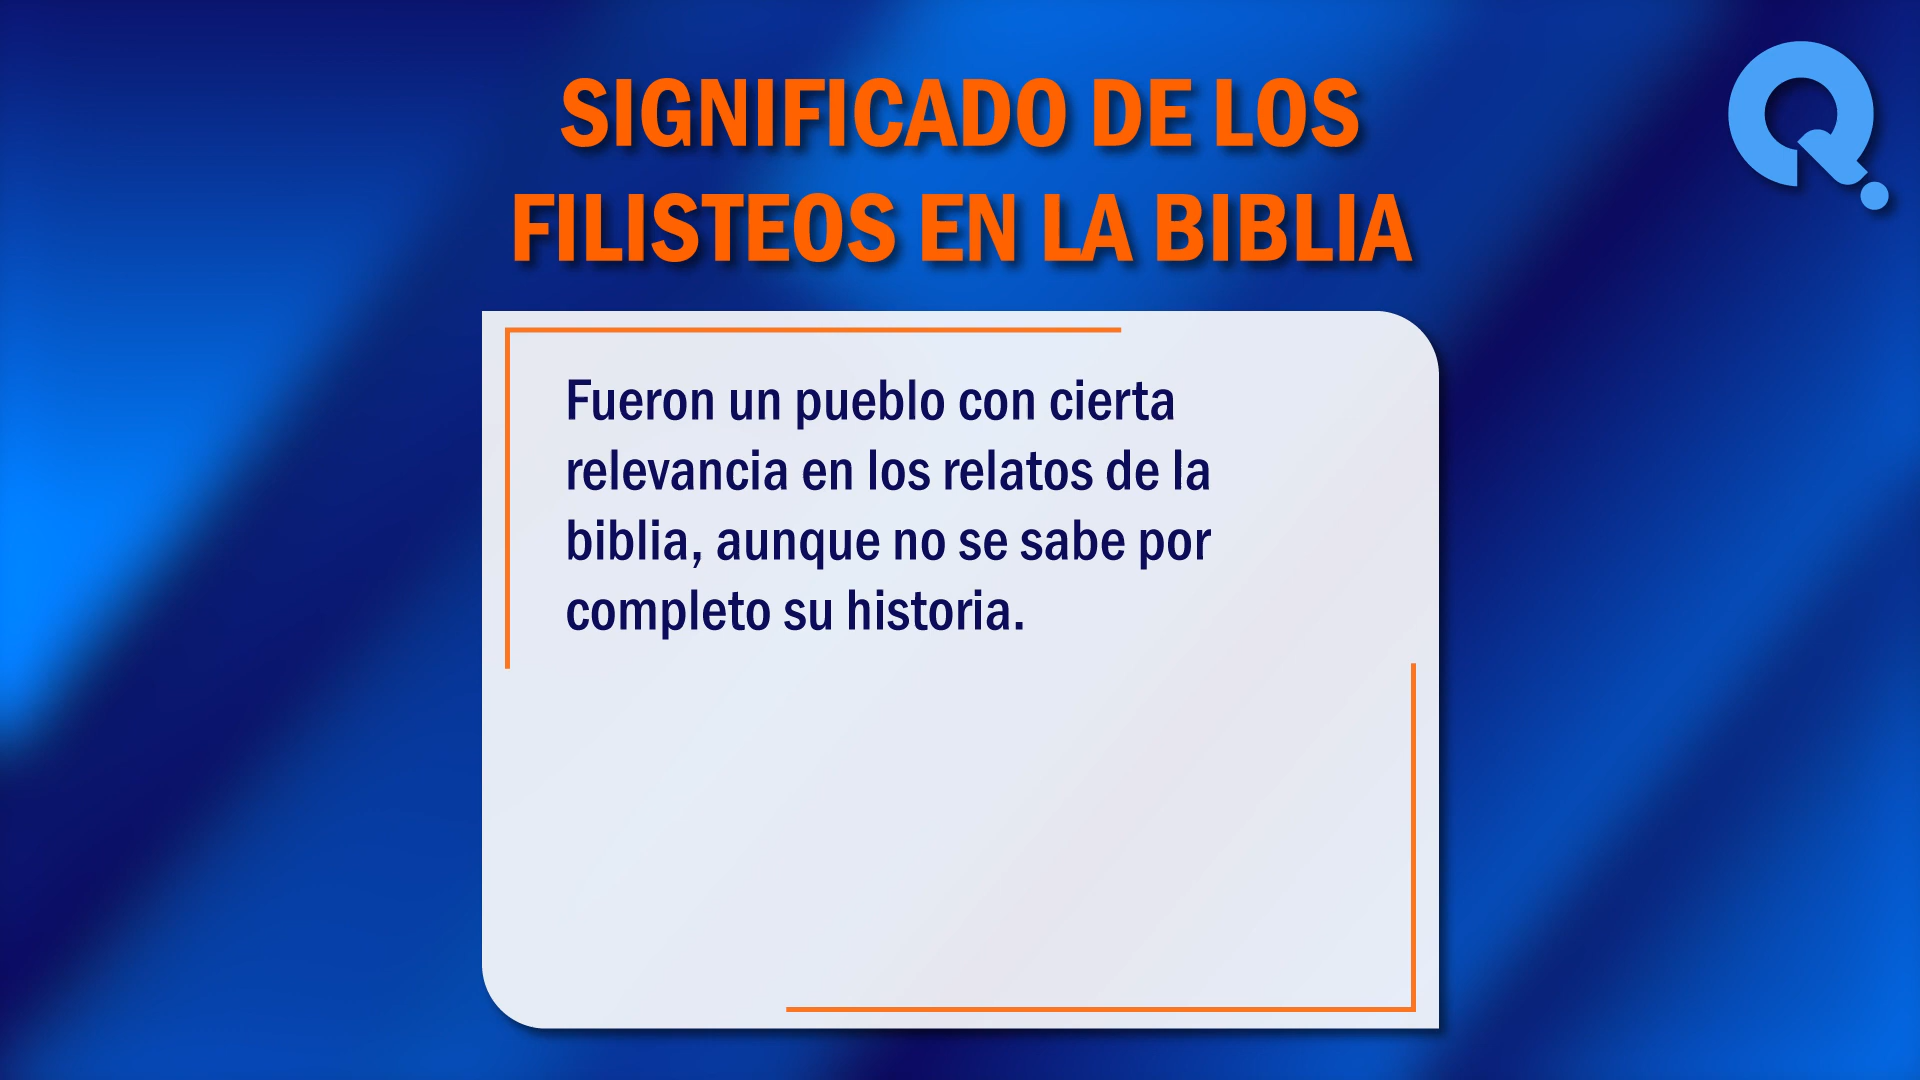 SIGNIFICADO DE LOS
FILISTEOS EN LA BIBLIA
Fueron un pueblo con cierta
relevancia en los relatos de la
biblia, aunque no se sabe por
completo su historia.